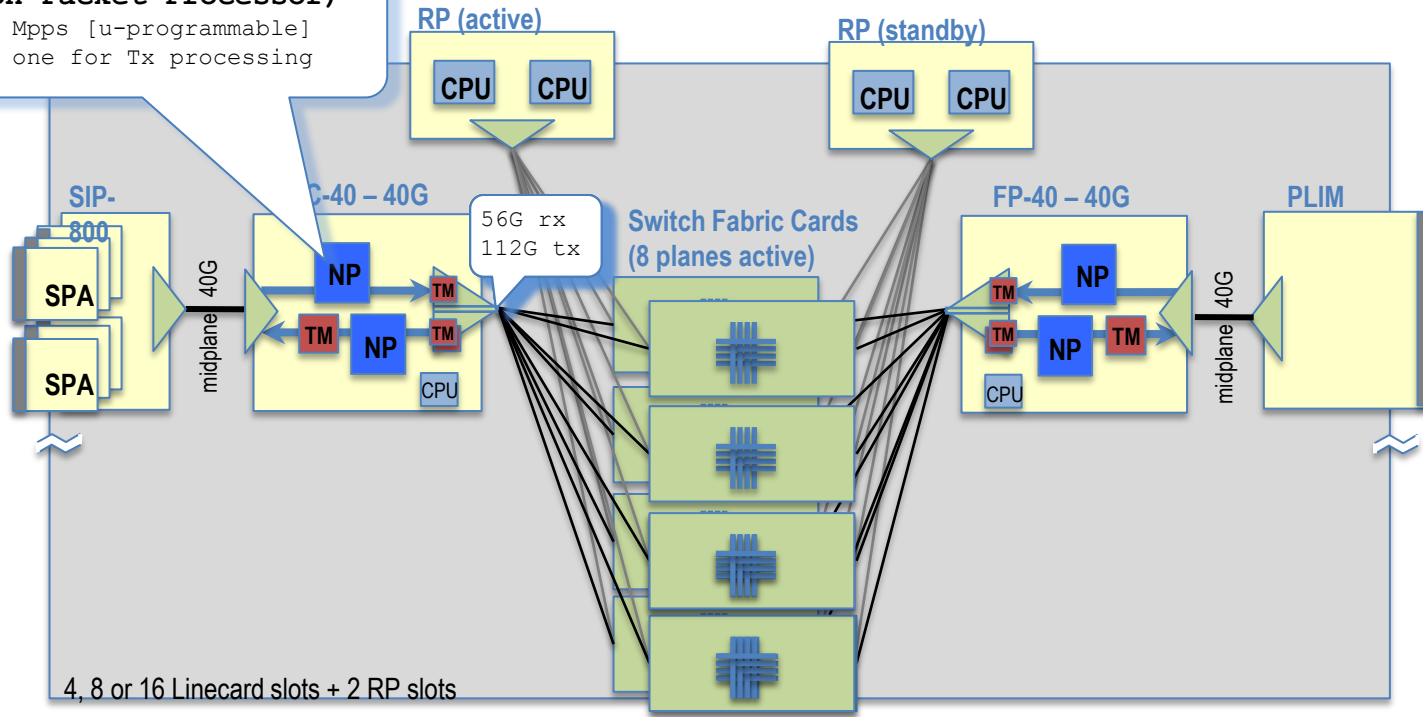 Packet Processor)
Mpps [u-programmable]
one for Tx processing
RP (active)
CPU CPU
RP (standby)
CPU CPU
SIP-
800
SPA
SPA
midplane 40G
C-40 – 40G
NP
TM
TM
NP
TM
CPU
56G rx
112G tx
Switch Fabric Cards
(8 planes active)
FP-40 – 40G
TM
NP
TM
NP
TM
CPU
midplane 40G
PLIM
4, 8 or 16 Linecard slots + 2 RP slots